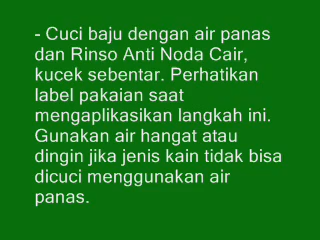 - Cuci baju dengan air panas
dan Rinso Anti Noda Cair,
kucek sebentar. Perhatikan
label pakaian saat
mengaplikasikan langkah ini.
Gunakan air hangat atau
dingin jika jenis kain tidak bisa
dicuci menggunakan air
panas.